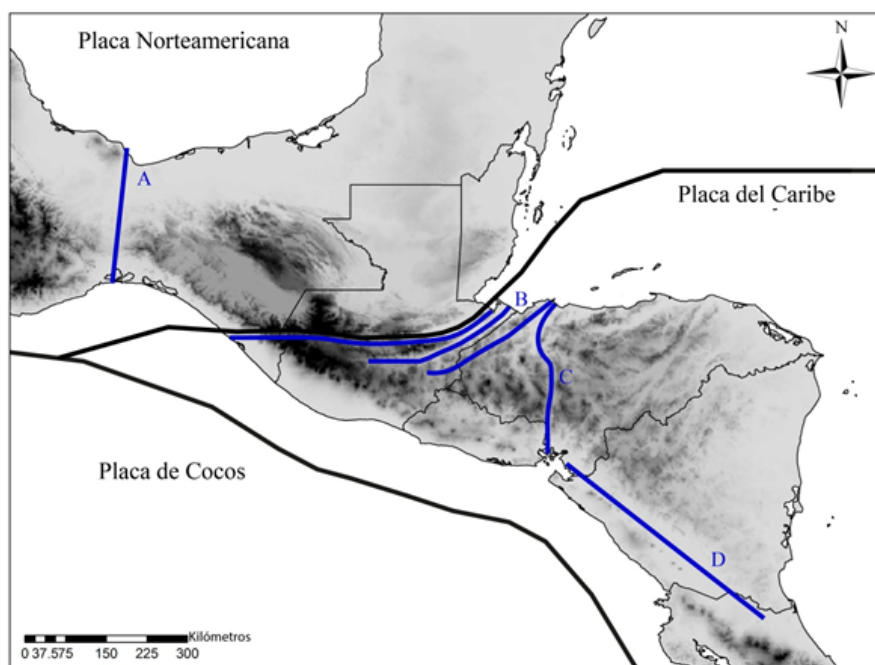 Placa Norteamericana
N
A
Placa del Caribe
B
C
Placa de Cocos
D
Kilómetros
0 37.575 150 225 300